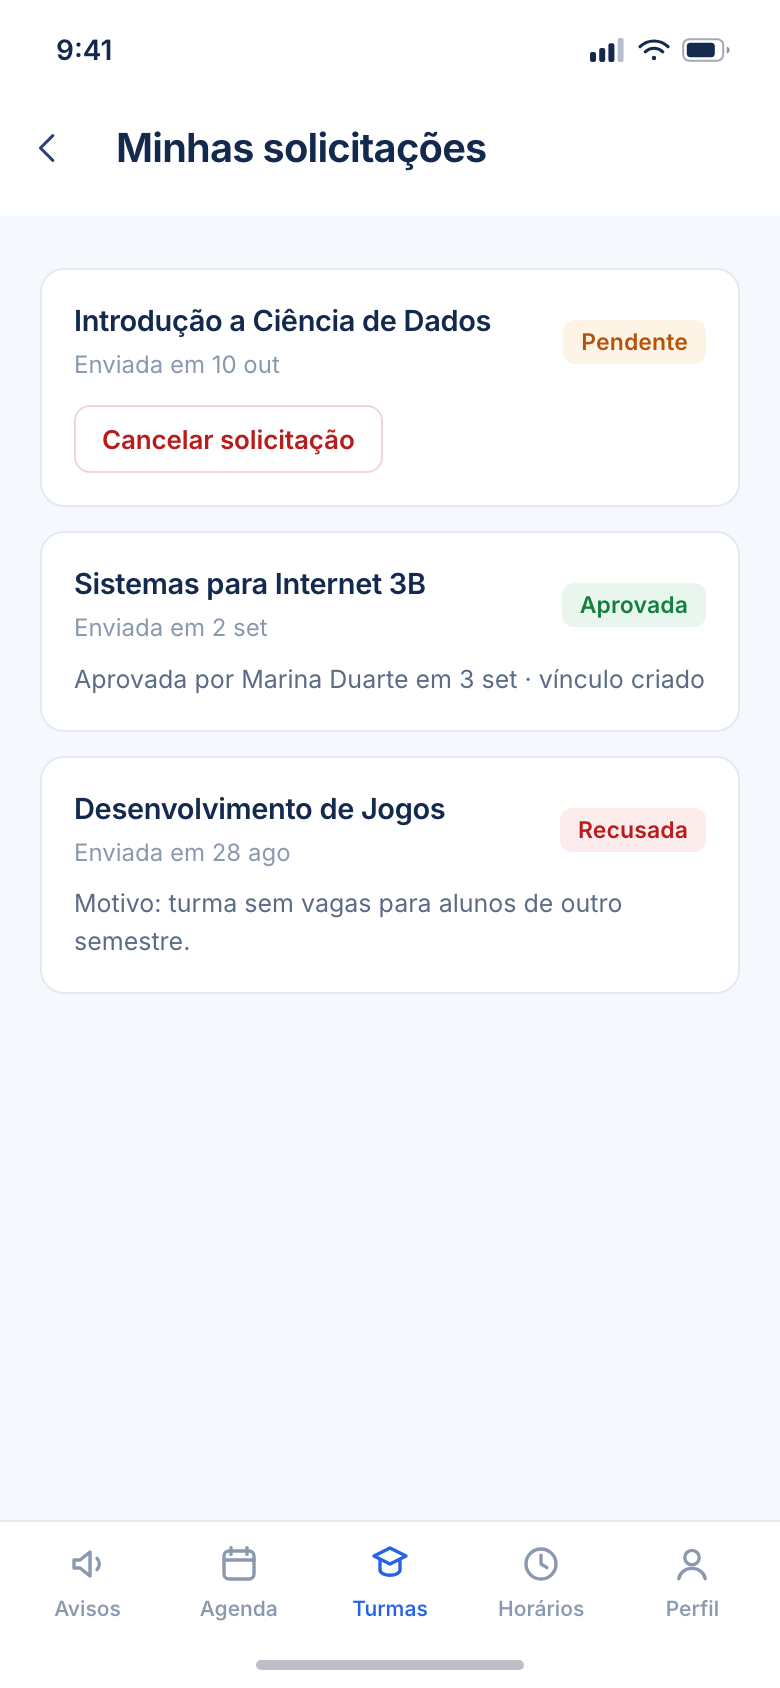 9:41
Minhas solicitações
Introdução a Ciência de Dados
Pendente
Enviada em 10 out
Cancelar solicitação
Sistemas para Internet 3B
Aprovada
Enviada em 2 set
Aprovada por Marina Duarte em 3 set · vínculo criado
Desenvolvimento de Jogos
Recusada
Enviada em 28 ago
Motivo: turma sem vagas para alunos de outro
semestre.
Avisos
Agenda
Turmas
Horários
Perfil